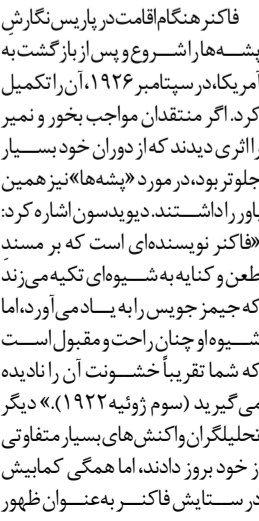 فاکنر هنگام اقامت در پاریس نگارشِ
پشه‌ها را شروع و پس از بازگشت به
آمریکا، در سپتامبر ۱۹۲۶، آن را تکمیل
کرد. اگر منتقدان مواجب بخور و نمیر
را اثری دیدند که از دوران خود بسیار
جلوتر بود، در مورد «پشه‌ها» نیز همین
باور را داشتند. دیویدسون اشاره کرد:
«فاکنر نویسنده‌ای است که بر مسندِ
طعن و کنایه به شیوه‌ای تکیه می‌زند
که جیمز جویس را به یاد می‌آورد، اما
شیوه‌او چنان راحت و مقبول است
که شما تقریباً خشونت آن را نادیده
می‌گیرید (سوم ژوئیه ۱۹۲۲).» دیگر
تحلیلگران واکنش‌های بسیار متفاوتی
از خود بروز دادند، اما همگی کمابیش
در ستایش فاکنر به‌عنوان ظهور